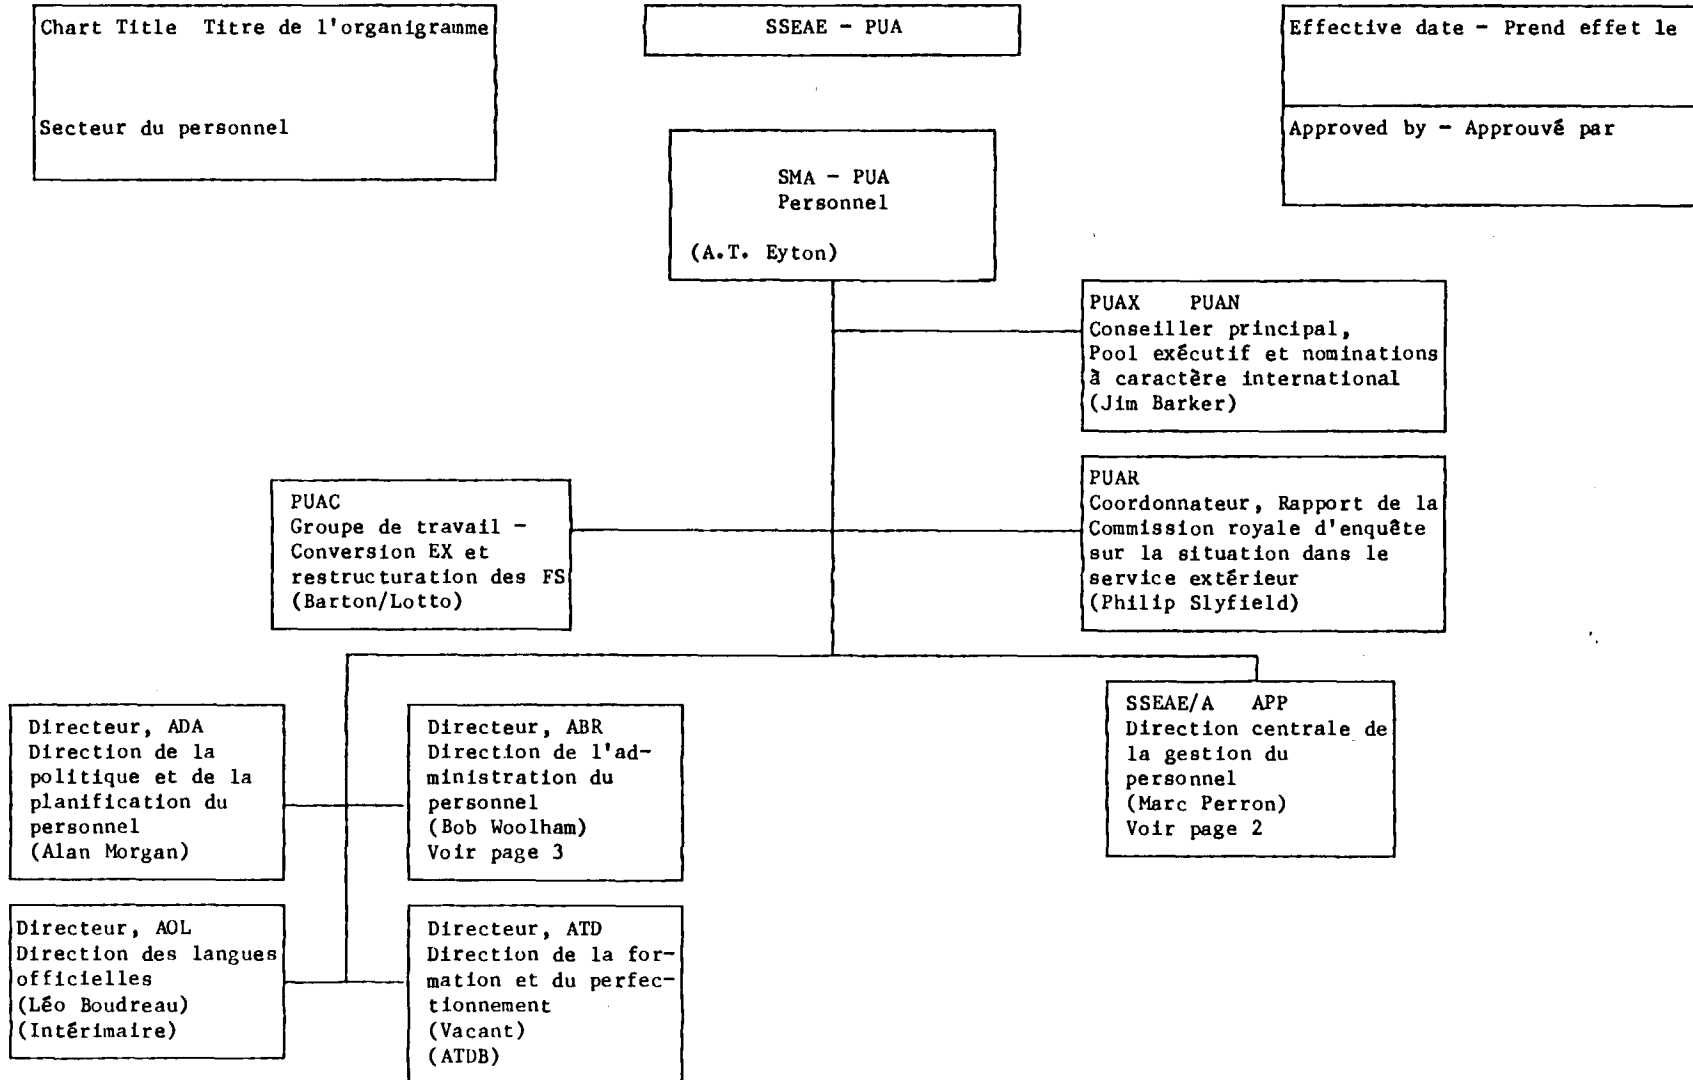 Chart Title Titre de l'organigramme
Secteur du personnel
SSEAE - PUA
Effective date - Prend effet le
Approved by - Approuvé par
SMA - PUA
Personnel
(A.T. Eyton)
PUAX PUAN
Conseiller principal,
Pool exécutif et nominations
à caractère international
(Jim Barker)
PUAC
Groupe de travail -
Conversion EX et
restructuration des FS
(Barton/Lotto)
PUAR
Coordonnateur, Rapport de la
Commission royale d'enquête
sur la situation dans le
service extérieur
(Philip Slyfield)
Directeur, ADA
Direction de la
politique et de la
planification du
personnel
(Alan Morgan)
Directeur, ABR
Direction de l'ad-
ministration du
personnel
(Bob Woolham)
Voir page 3
SSEAE/A APP
Direction centrale de
la gestion du
personnel
(Marc Perron)
Voir page 2
Directeur, AOL
Direction des langues
officielles
(Léo Boudreau)
(Intérimaire)
Directeur, ATD
Direction de la for-
mation et du perfec-
tionnement
(Vacant)
(ATDB)